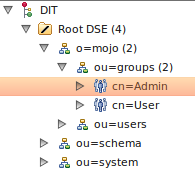 DIT
Root DSE (4)
o=mojo (2)
ou=groups (2)
cn=Admin
cn=User
ou=users
ou=schema
ou=system